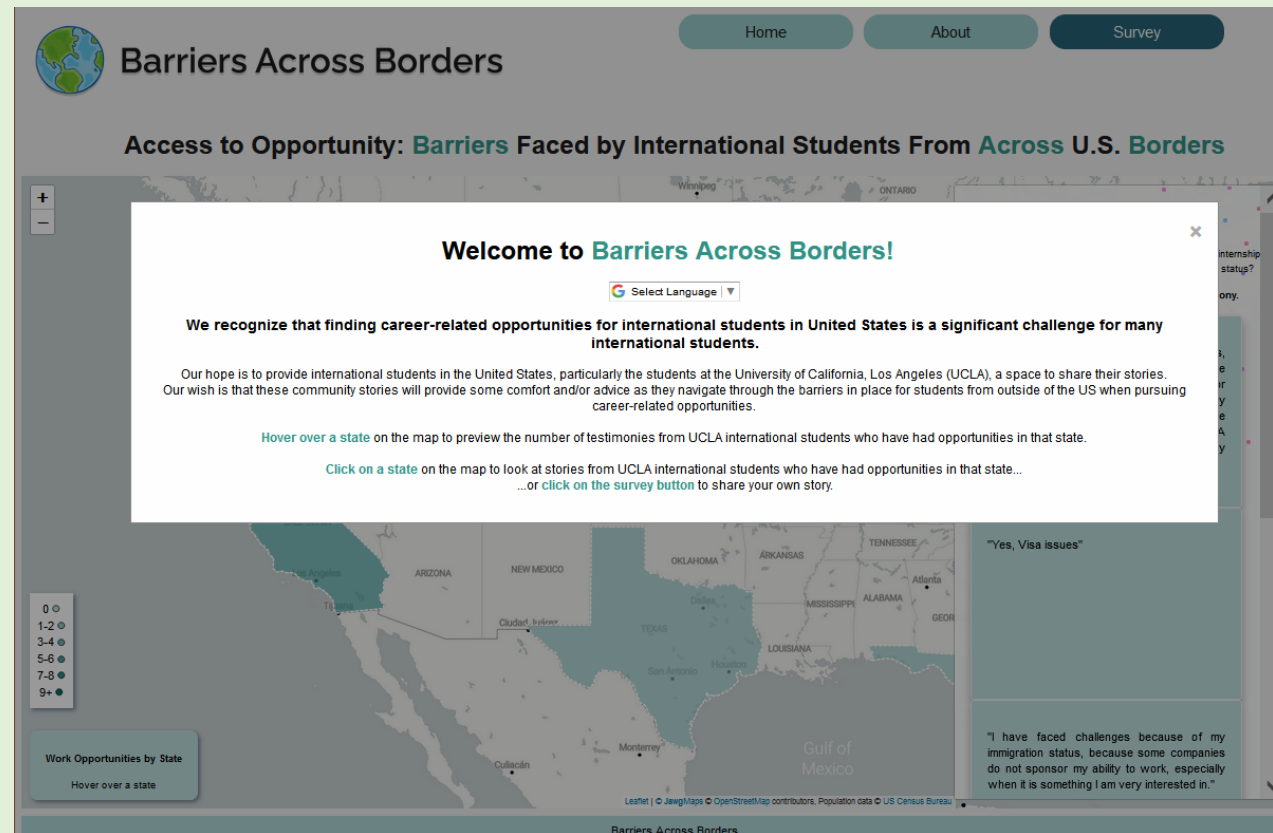 Home
About
Survey
Barriers Across Borders
Access to Opportunity: Barriers Faced by International Students From Across U.S. Borders
+
−
Winnipeg
ONTARIO
×
Welcome to Barriers Across Borders!
G Select Language ▼
We recognize that finding career-related opportunities for international students in United States is a significant challenge for many
international students.
Our hope is to provide international students in the United States, particularly the students at the University of California, Los Angeles (UCLA), a space to share their stories.
Our wish is that these community stories will provide some comfort and/or advice as they navigate through the barriers in place for students from outside of the US when pursuing
career-related opportunities.
Hover over a state on the map to preview the number of testimonies from UCLA international students who have had opportunities in that state.
Click on a state on the map to look at stories from UCLA international students who have had opportunities in that state...
...or click on the survey button to share your own story.
internship
status?
ony.
Los Angeles
ARIZONA
NEW MEXICO
OKLAHOMA
ARKANSAS
TENNESSEE
Atlanta
MISSISSIPPI
ALABAMA
GEOR
Dallas
TEXAS
LOUISIANA
San Antonio
Houston
Tijuana
Ciudad Juárez
Monterrey
Culiacán
Gulf of
Mexico
0
1-2
3-4
5-6
7-8
9+
Work Opportunities by State
Hover over a state
"Yes, Visa issues"
"I have faced challenges because of my
immigration status, because some companies
do not sponsor my ability to work, especially
when it is something I am very interested in."
Leaflet | © JawgMaps © OpenStreetMap contributors, Population data © US Census Bureau
Barriers Across Borders